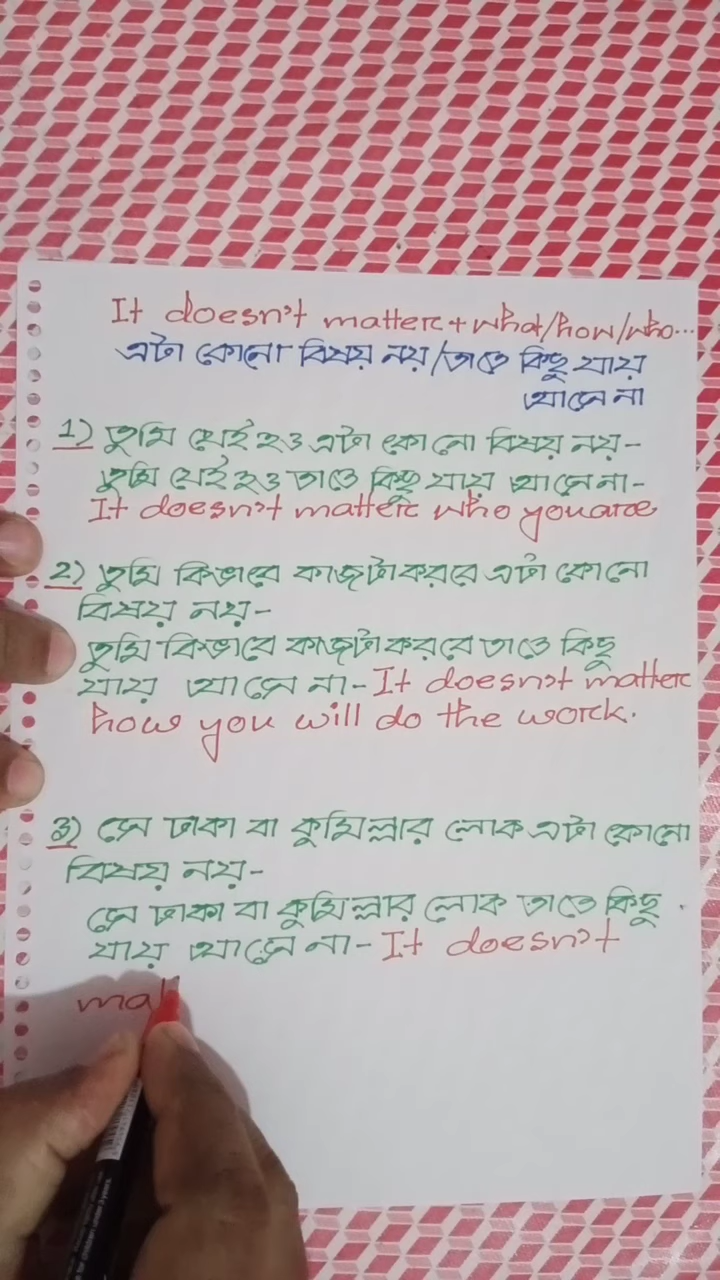 It doesn't matter + what/how/who...
এটা কোনো বিষয় নয়/তাতে কিছু যায়
আসে না
1) তুমি যেই হও এটা কোনো বিষয় নয়-
তুমি যেই হও তাতে কিছু যায় আসে না-
It doesn't matter who you are
2) তুমি কিভাবে কাজটা করবে এটা কোনো
বিষয় নয়-
তুমি কিভাবে কাজটা করবে তাতে কিছু
যায় আসে না- It doesn't matter
how you will do the work.
3) সে ঢাকা বা কুমিল্লার লোক এটা কোনো
বিষয় নয়-
সে ঢাকা বা কুমিল্লার লোক তাতে কিছু
যায় আসে না- It doesn't
mat